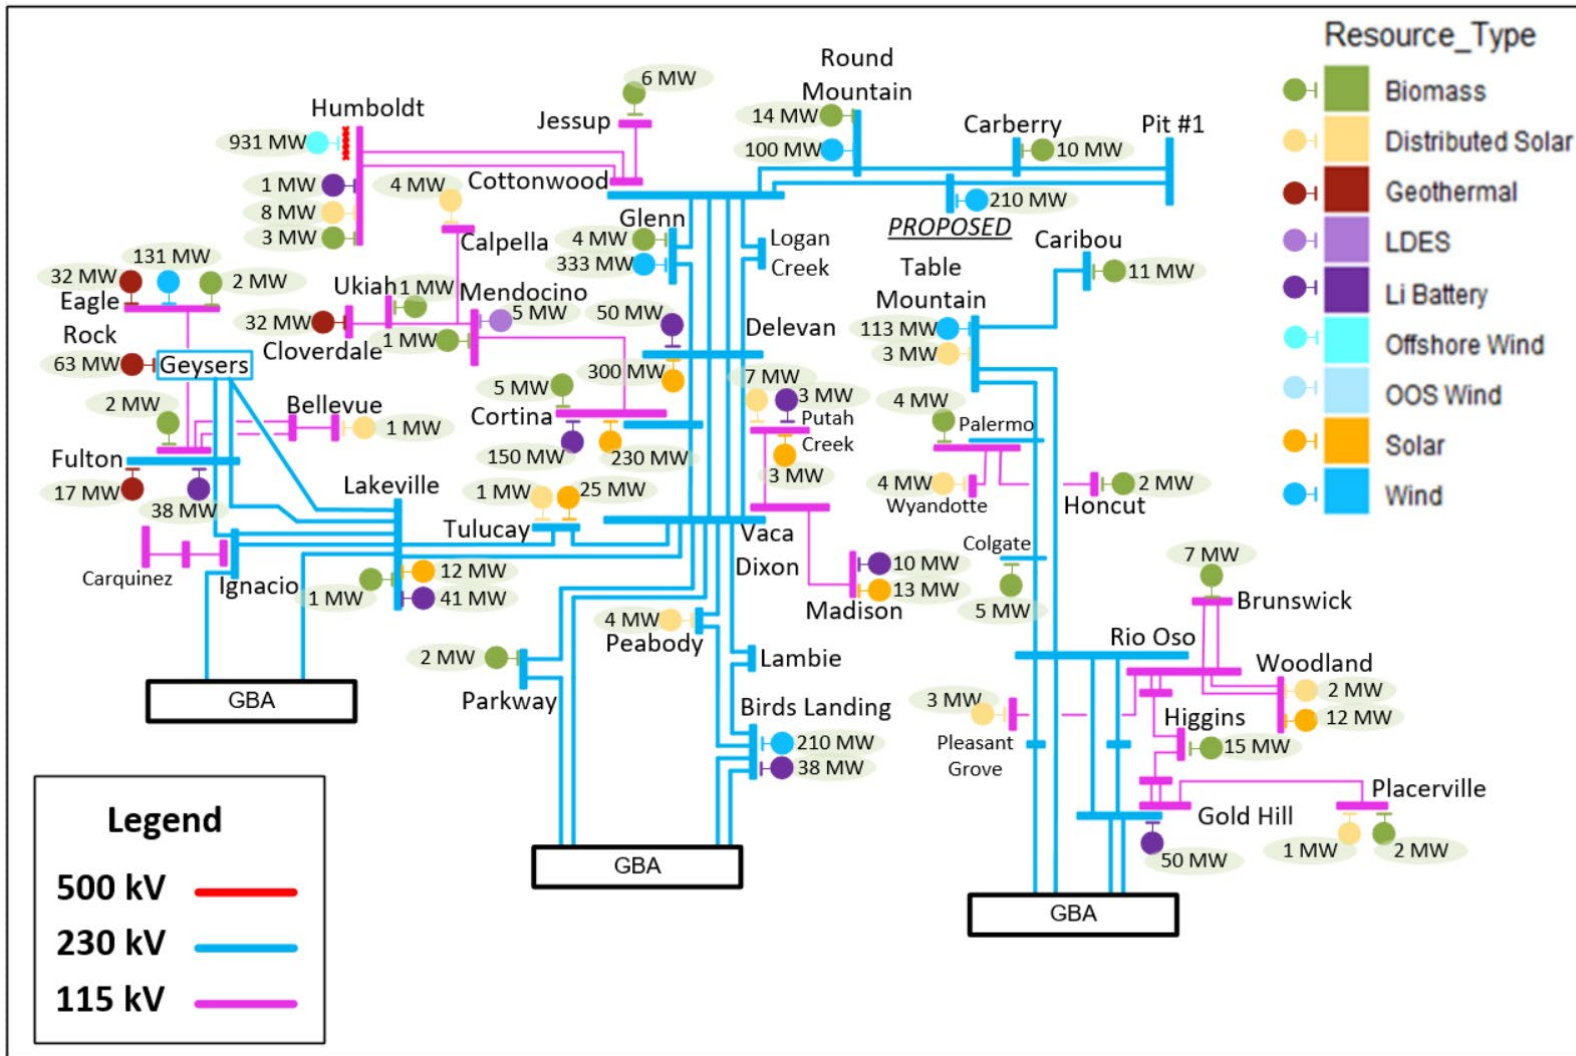 Resource_Type
Biomass
Distributed Solar
Geothermal
LDES
Li Battery
Offshore Wind
OOS Wind
Solar
Wind
Humboldt
931 MW
1 MW
8 MW
3 MW
6 MW
Jessup
Cottonwood
Round
Mountain
14 MW
100 MW
Carberry
10 MW
Pit #1
210 MW
PROPOSED
4 MW
Calpella
Glenn
4 MW
333 MW
Logan
Creek
Caribou
11 MW
Table
Mountain
113 MW
3 MW
131 MW
32 MW
2 MW
Eagle
Rock
Ukiah
1 MW
Mendocino
5 MW
32 MW
Cloverdale
1 MW
50 MW
Delevan
300 MW
63 MW
Geysers
2 MW
Bellevue
1 MW
5 MW
Cortina
150 MW
230 MW
7 MW
3 MW
Putah
Creek
3 MW
4 MW
Palermo
4 MW
Wyandotte
2 MW
Honcut
Fulton
17 MW
38 MW
Lakeville
1 MW
25 MW
Tulucay
Vaca
Dixon
Carquinez
Ignacio
1 MW
12 MW
41 MW
10 MW
13 MW
Madison
Colgate
5 MW
7 MW
Brunswick
4 MW
Peabody
Lambie
2 MW
Parkway
Birds Landing
210 MW
38 MW
Rio Oso
Woodland
2 MW
12 MW
3 MW
Pleasant
Grove
Higgins
15 MW
Placerville
Gold Hill
50 MW
1 MW
2 MW
GBA
GBA
GBA
Legend
500 kV
230 kV
115 kV